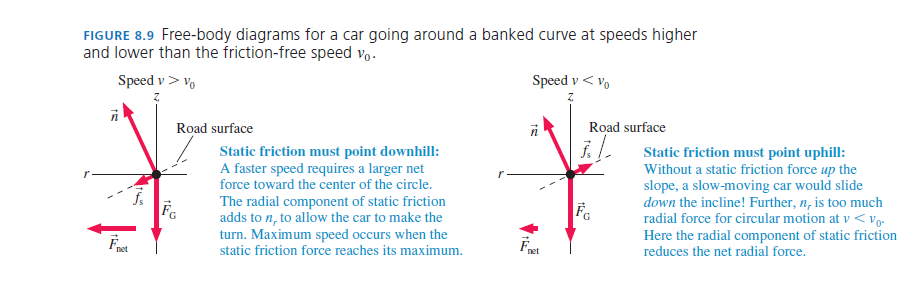 FIGURE 8.9 Free-body diagrams for a car going around a banked curve at speeds higher
and lower than the friction-free speed v₀.
Speed v > v₀
z
n⃗
Road surface
r
f⃗ₛ
F⃗G
F⃗net
Static friction must point downhill:
A faster speed requires a larger net
force toward the center of the circle.
The radial component of static friction
adds to nᵣ to allow the car to make the
turn. Maximum speed occurs when the
static friction force reaches its maximum.
Speed v < v₀
z
n⃗
Road surface
f⃗ₛ
r
F⃗G
F⃗net
Static friction must point uphill:
Without a static friction force up the
slope, a slow-moving car would slide
down the incline! Further, nᵣ is too much
radial force for circular motion at v < v₀.
Here the radial component of static friction
reduces the net radial force.